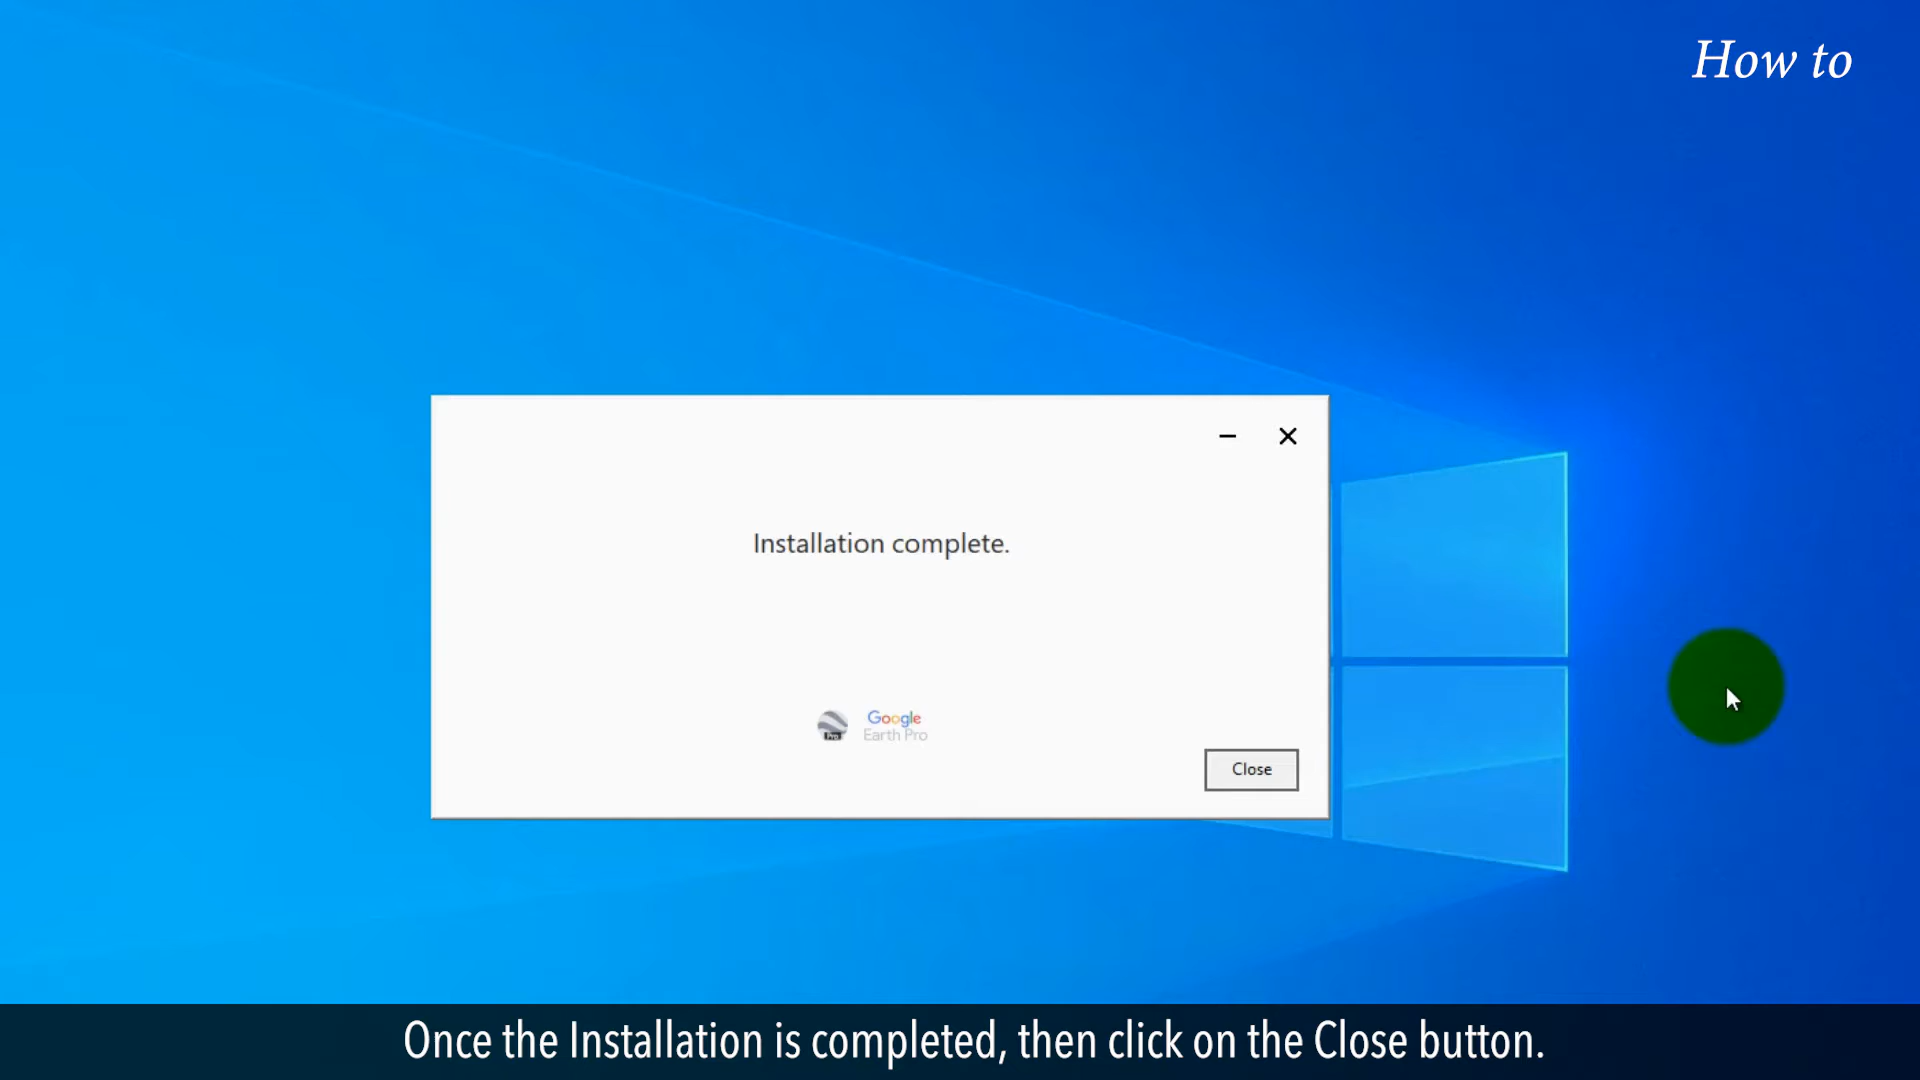 How to
Installation complete.
Pro
Google
Earth Pro
Close
Once the Installation is completed, then click on the Close button.